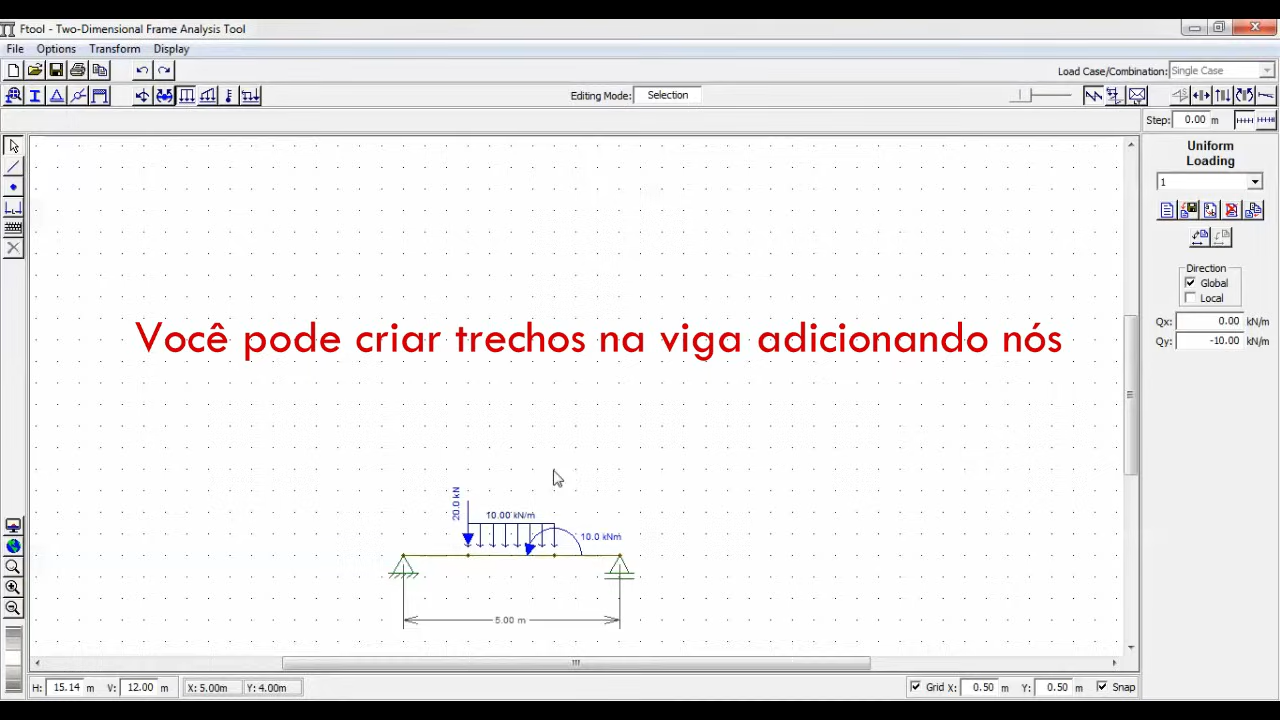 Ftool - Two-Dimensional Frame Analysis Tool
File Options Transform Display
Load Case/Combination: Single Case
Editing Mode: Selection
Step: 0.00 m
Uniform
Loading
1
Direction
Global
Local
Qx: 0.00 kN/m
Qy: -10.00 kN/m
Você pode criar trechos na viga adicionando nós
20.0 kN
10.00 kN/m
10.0 kNm
5.00 m
H: 15.14 m V: 12.00 m X: 5.00m Y: 4.00m Grid X: 0.50 m Y: 0.50 m Snap